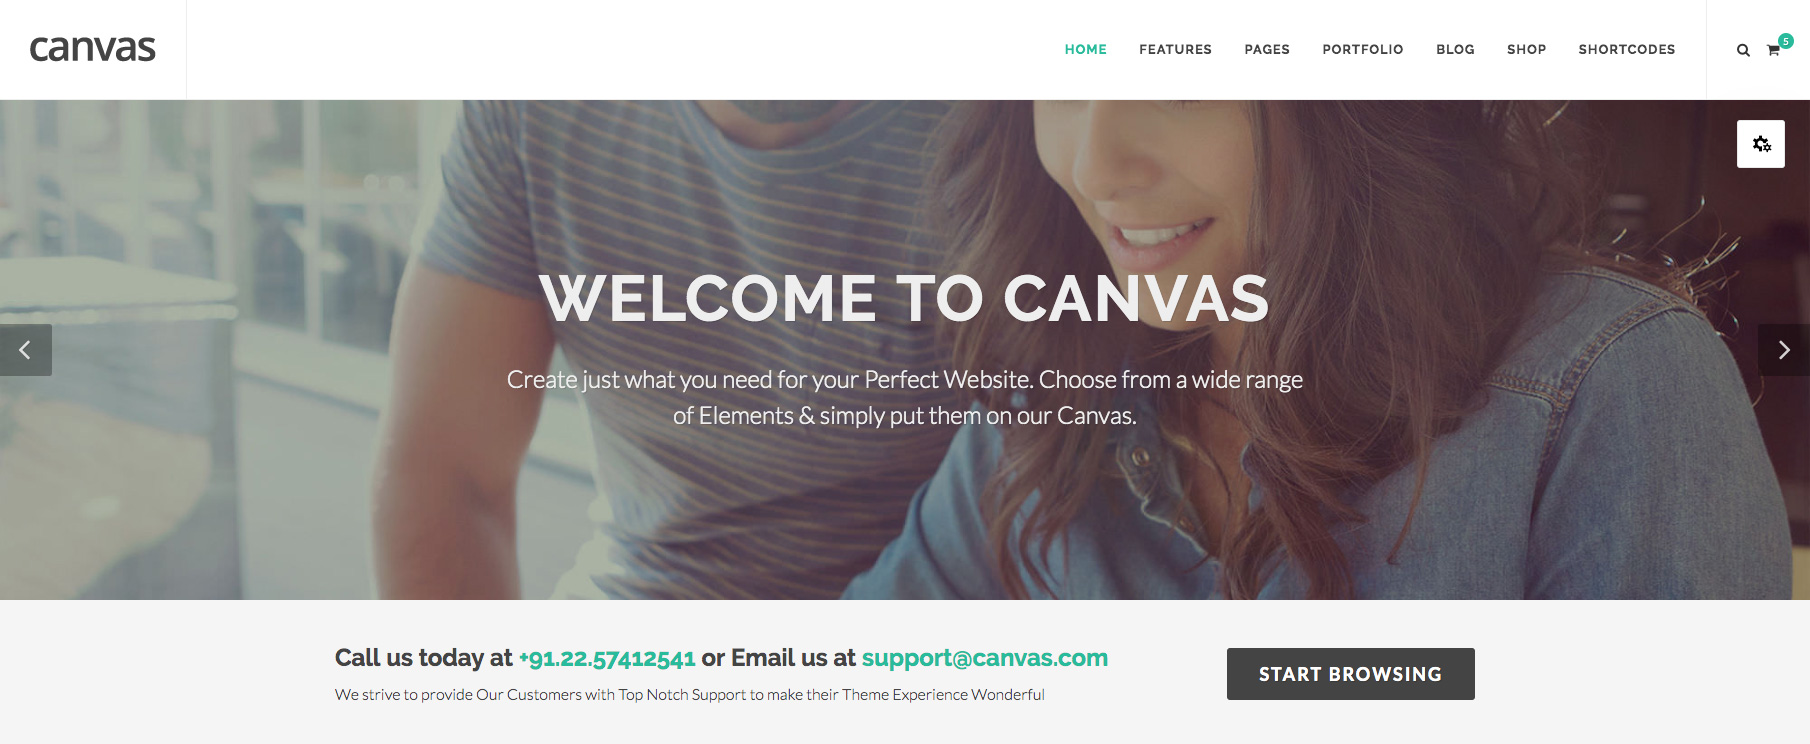 canvas
HOME FEATURES PAGES PORTFOLIO BLOG SHOP SHORTCODES
5
WELCOME TO CANVAS
Create just what you need for your Perfect Website. Choose from a wide range
of Elements & simply put them on our Canvas.
Call us today at +91.22.57412541 or Email us at support@canvas.com
We strive to provide Our Customers with Top Notch Support to make their Theme Experience Wonderful
START BROWSING